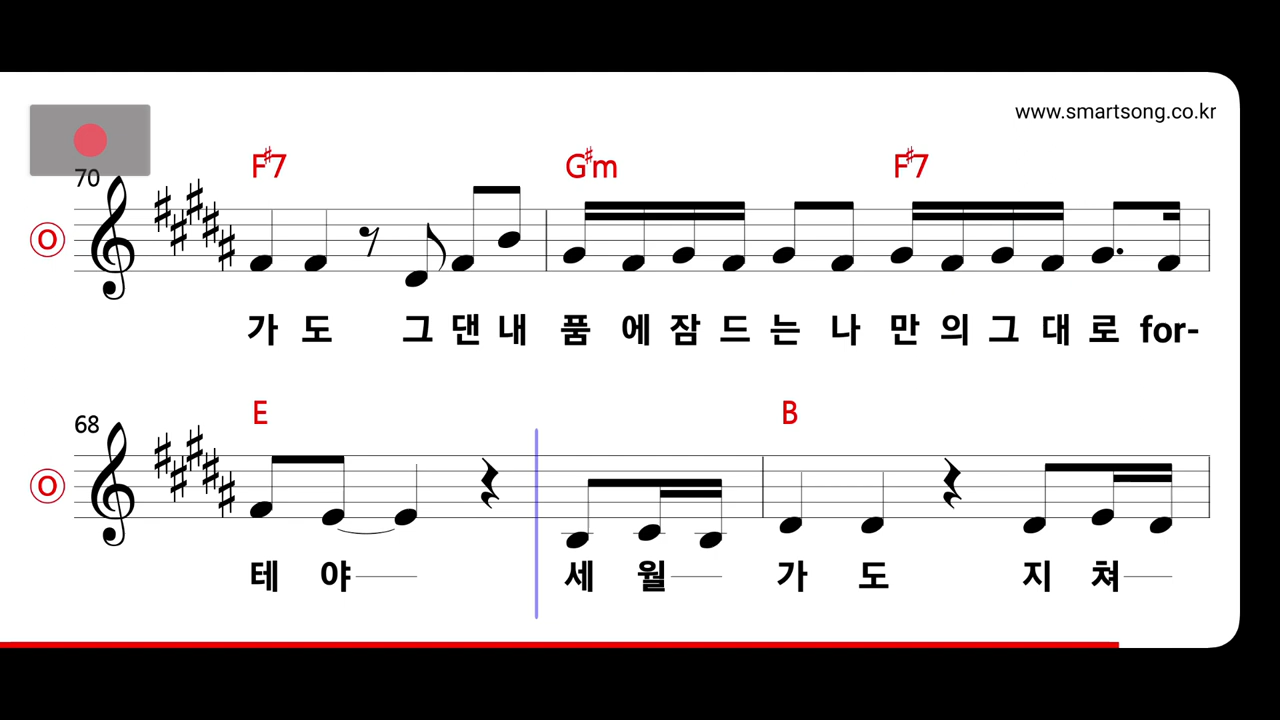 www.smartsong.co.kr
F#7 G#m F#7
70
가 도 그 댄 내 품 에 잠 드 는 나 만 의 그 대 로 for-
E B
68
테 야 세 월 가 도 지 쳐